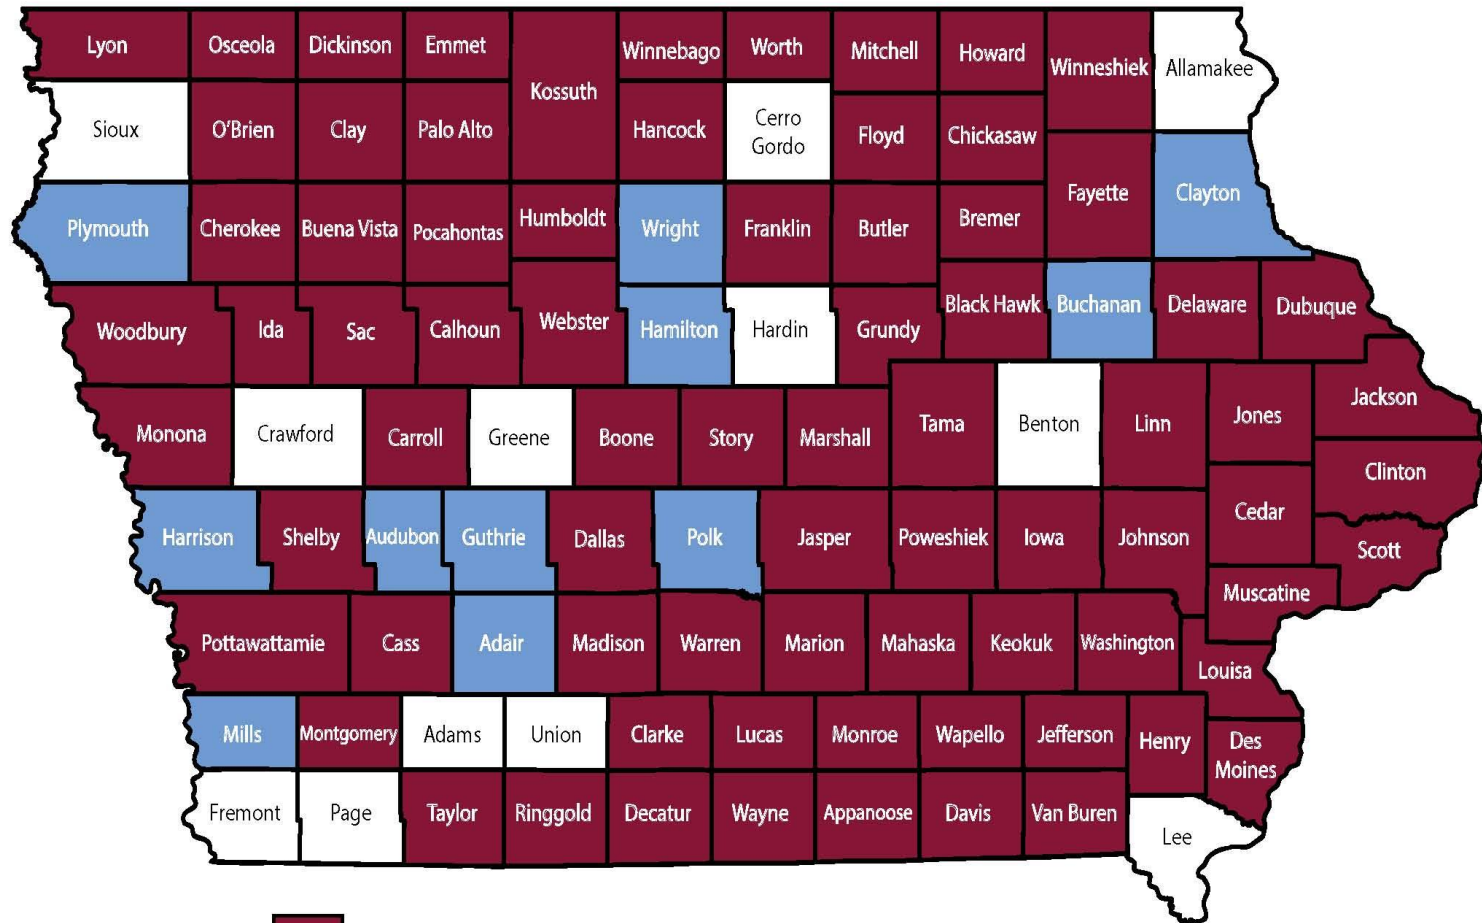 Lyon
Osceola
Dickinson
Emmet
Kossuth
Winnebago
Worth
Mitchell
Howard
Winneshiek
Allamakee
Sioux
O'Brien
Clay
Palo Alto
Hancock
Cerro
Gordo
Floyd
Chickasaw
Fayette
Clayton
Plymouth
Cherokee
Buena Vista
Pocahontas
Humboldt
Wright
Franklin
Butler
Bremer
Woodbury
Ida
Sac
Calhoun
Webster
Hamilton
Hardin
Grundy
Black Hawk
Buchanan
Delaware
Dubuque
Monona
Crawford
Carroll
Greene
Boone
Story
Marshall
Tama
Benton
Linn
Jones
Jackson
Clinton
Harrison
Shelby
Audubon
Guthrie
Dallas
Polk
Jasper
Poweshiek
Iowa
Johnson
Cedar
Scott
Muscatine
Pottawattamie
Cass
Adair
Madison
Warren
Marion
Mahaska
Keokuk
Washington
Louisa
Mills
Montgomery
Adams
Union
Clarke
Lucas
Monroe
Wapello
Jefferson
Henry
Des
Moines
Fremont
Page
Taylor
Ringgold
Decatur
Wayne
Appanoose
Davis
Van Buren
Lee